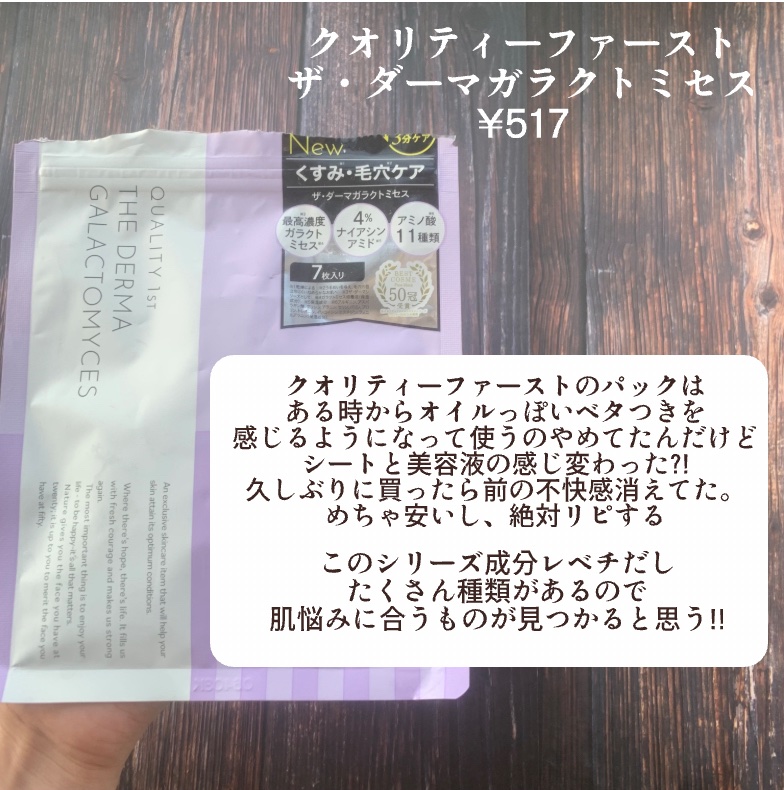 クオリティーファースト
ザ・ダーマガラクトミセス
¥517
New.
3分ケア
くすみ・毛穴ケア
ザ・ダーマガラクトミセス
最高濃度
ガラクト
ミセス
4%
ナイアシン
アミド
アミノ酸
11種類
7枚入り
BEST
COSME
50冠
受賞
QUALITY 1ST
THE DERMA
GALACTOMYCES
An exclusive skincare item that will help your
skin attain its optimum conditions.
Where there's hope, there's life. It fills us
with fresh courage and makes us strong
again.
The most important thing is to enjoy your
life - to be happy - it's all that matters.
Nature gives you the face you have at
twenty; it is up to you to merit the face you
have at fifty.
クオリティーファーストのパックは
ある時からオイルっぽいベタつきを
感じるようになって使うのやめてたんだけど
シートと美容液の感じ変わった?!
久しぶりに買ったら前の不快感消えてた。
めちゃ安いし、絶対リピする
このシリーズ成分レベチだし
たくさん種類があるので
肌悩みに合うものが見つかると思う!!